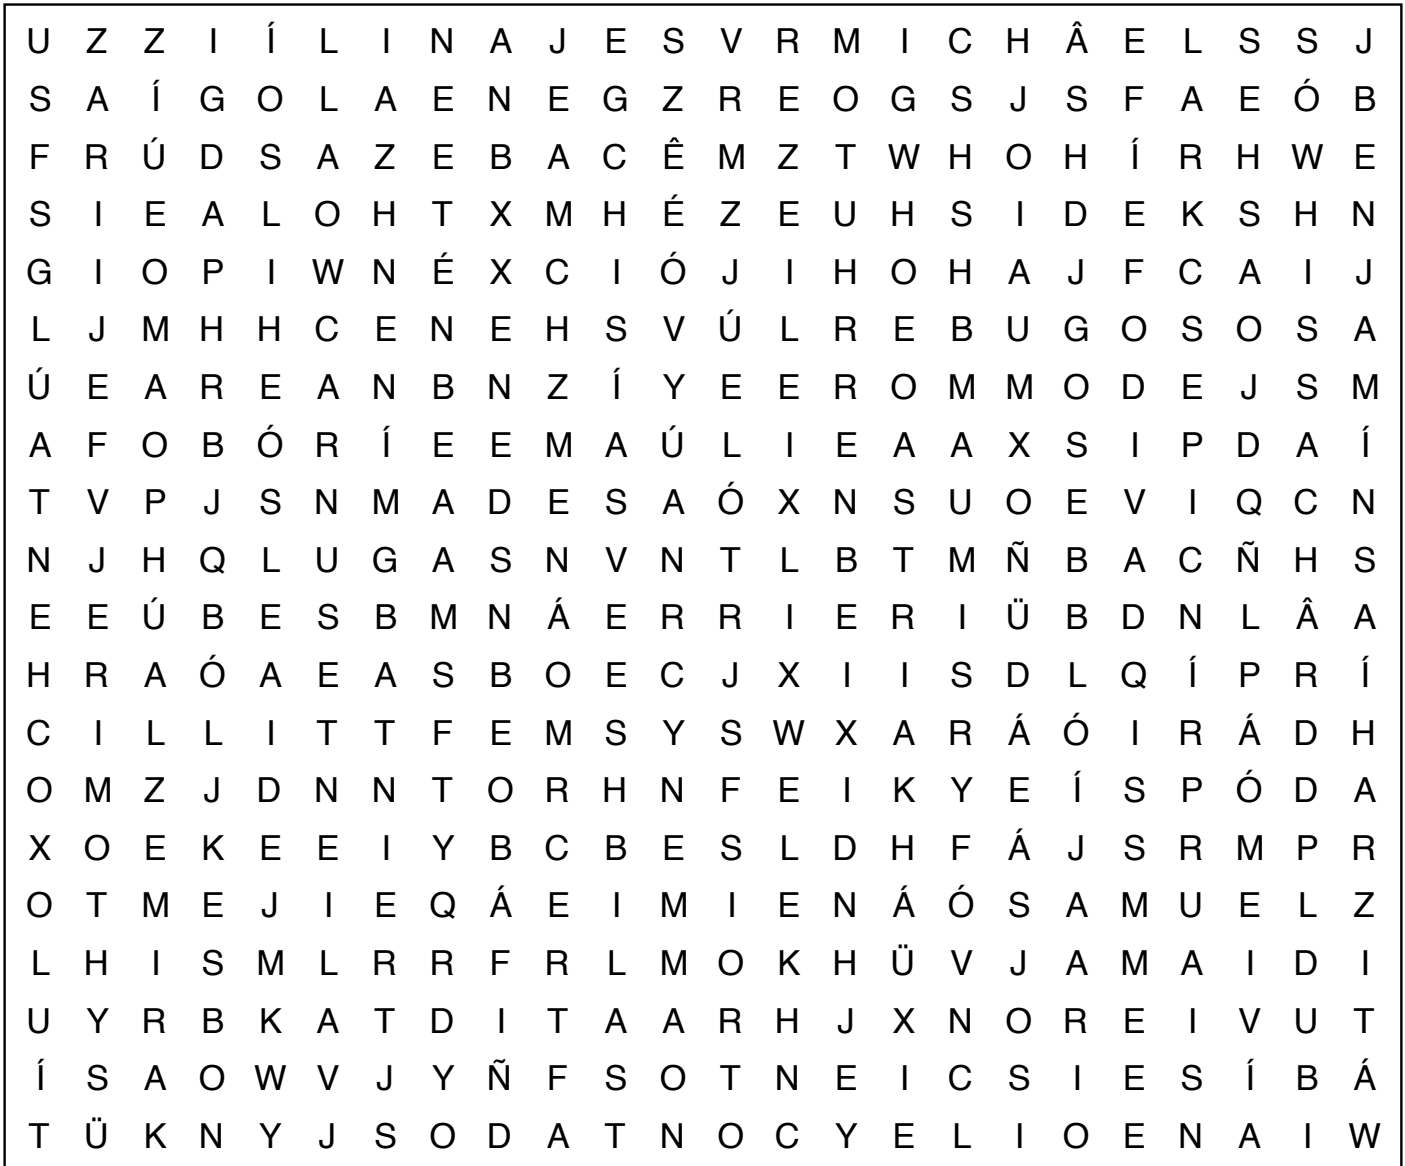 U Z Z I Í L I N A J E S V R M I C H Â E L S S J
S A Í G O L A E N E G Z R E O G S J S F A E Ó B
F R Ú D S A Z E B A C Ê M Z T W H O H Í R H W E
S I E A L O H T X M H É Z E U H S I D E K S H N
G I O P I W N É X C I Ó J I H O H A J F C A I J
L J M H H C E N E H S V Ú L R E B U G O S O S A
Ú E A R E A N B N Z Í Y E E R O M M O D E J S M
A F O B Ó R Í E E M A Ú L I E A A X S I P D A Í
T V P J S N M A D E S A Ó X N S U O E V I Q C N
N J H Q L U G A S N V N T L B T M Ñ B A C Ñ H S
E E Ú B E S B M N Á E R R I E R I Ü B D N L Â A
H R A Ó A E A S B O E C J X I I S D L Q Í P R Í
C I L L I T T F E M S Y S W X A R Á Ó I R Á D H
O M Z J D N N T O R H N F E I K Y E Í S P Ó D A
X O E K E E I Y B C B E S L D H F Á J S R M P R
O T M E J I E Q Á E I M I E N Á Ó S A M U E L Z
L H I S M L R R F R L M O K H Ü V J A M A I D I
U Y R B K A T D I T A A R H J X N O R E I V U T
Í S A O W V J Y Ñ F S O T N E I C S I E S Í B Á
T Ü K N Y J S O D A T N O C Y E L I O E N A I W